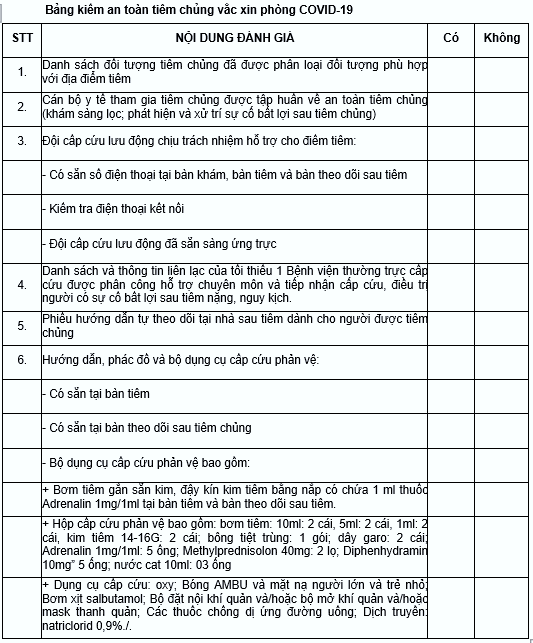 Bảng kiểm an toàn tiêm chủng vắc xin phòng COVID-19
STT NỘI DUNG ĐÁNH GIÁ Có Không
1. Danh sách đối tượng tiêm chủng đã được phân loại đối tượng phù hợp
với địa điểm tiêm
2. Cán bộ y tế tham gia tiêm chủng được tập huấn về an toàn tiêm chủng
(khám sàng lọc; phát hiện và xử trí sự cố bất lợi sau tiêm chủng)
3. Đội cấp cứu lưu động chịu trách nhiệm hỗ trợ cho điểm tiêm:
- Có sẵn số điện thoại tại bàn khám, bàn tiêm và bàn theo dõi sau tiêm
- Kiểm tra điện thoại kết nối
- Đội cấp cứu lưu động đã sẵn sàng ứng trực
4. Danh sách và thông tin liên lạc của tối thiểu 1 Bệnh viện thường trực cấp
cứu được phân công hỗ trợ chuyên môn và tiếp nhận cấp cứu, điều trị
người có sự cố bất lợi sau tiêm nặng, nguy kịch.
5. Phiếu hướng dẫn tự theo dõi tại nhà sau tiêm dành cho người được tiêm
chủng
6. Hướng dẫn, phác đồ và bộ dụng cụ cấp cứu phản vệ:
- Có sẵn tại bàn tiêm
- Có sẵn tại bàn theo dõi sau tiêm chủng
- Bộ dụng cụ cấp cứu phản vệ bao gồm:
+ Bơm tiêm gắn sẵn kim, đậy kín kim tiêm bằng nắp có chứa 1 ml thuốc
Adrenalin 1mg/1ml tại bàn tiêm và bàn theo dõi sau tiêm.
+ Hộp cấp cứu phản vệ bao gồm: bơm tiêm: 10ml: 2 cái, 5ml: 2 cái, 1ml: 2
cái, kim tiêm 14-16G: 2 cái; bông tiệt trùng: 1 gói; dây garo: 2 cái;
Adrenalin 1mg/1ml: 5 ống; Methylprednisolon 40mg: 2 lọ; Diphenhydramin
10mg” 5 ống; nước cất 10ml: 03 ống
+ Dụng cụ cấp cứu: oxy; Bóng AMBU và mặt nạ người lớn và trẻ nhỏ;
Bơm xịt salbutamol; Bộ đặt nội khí quản và/hoặc bộ mở khí quản và/hoặc
mask thanh quản; Các thuốc chống dị ứng đường uống; Dịch truyền:
natriclorid 0,9%./.